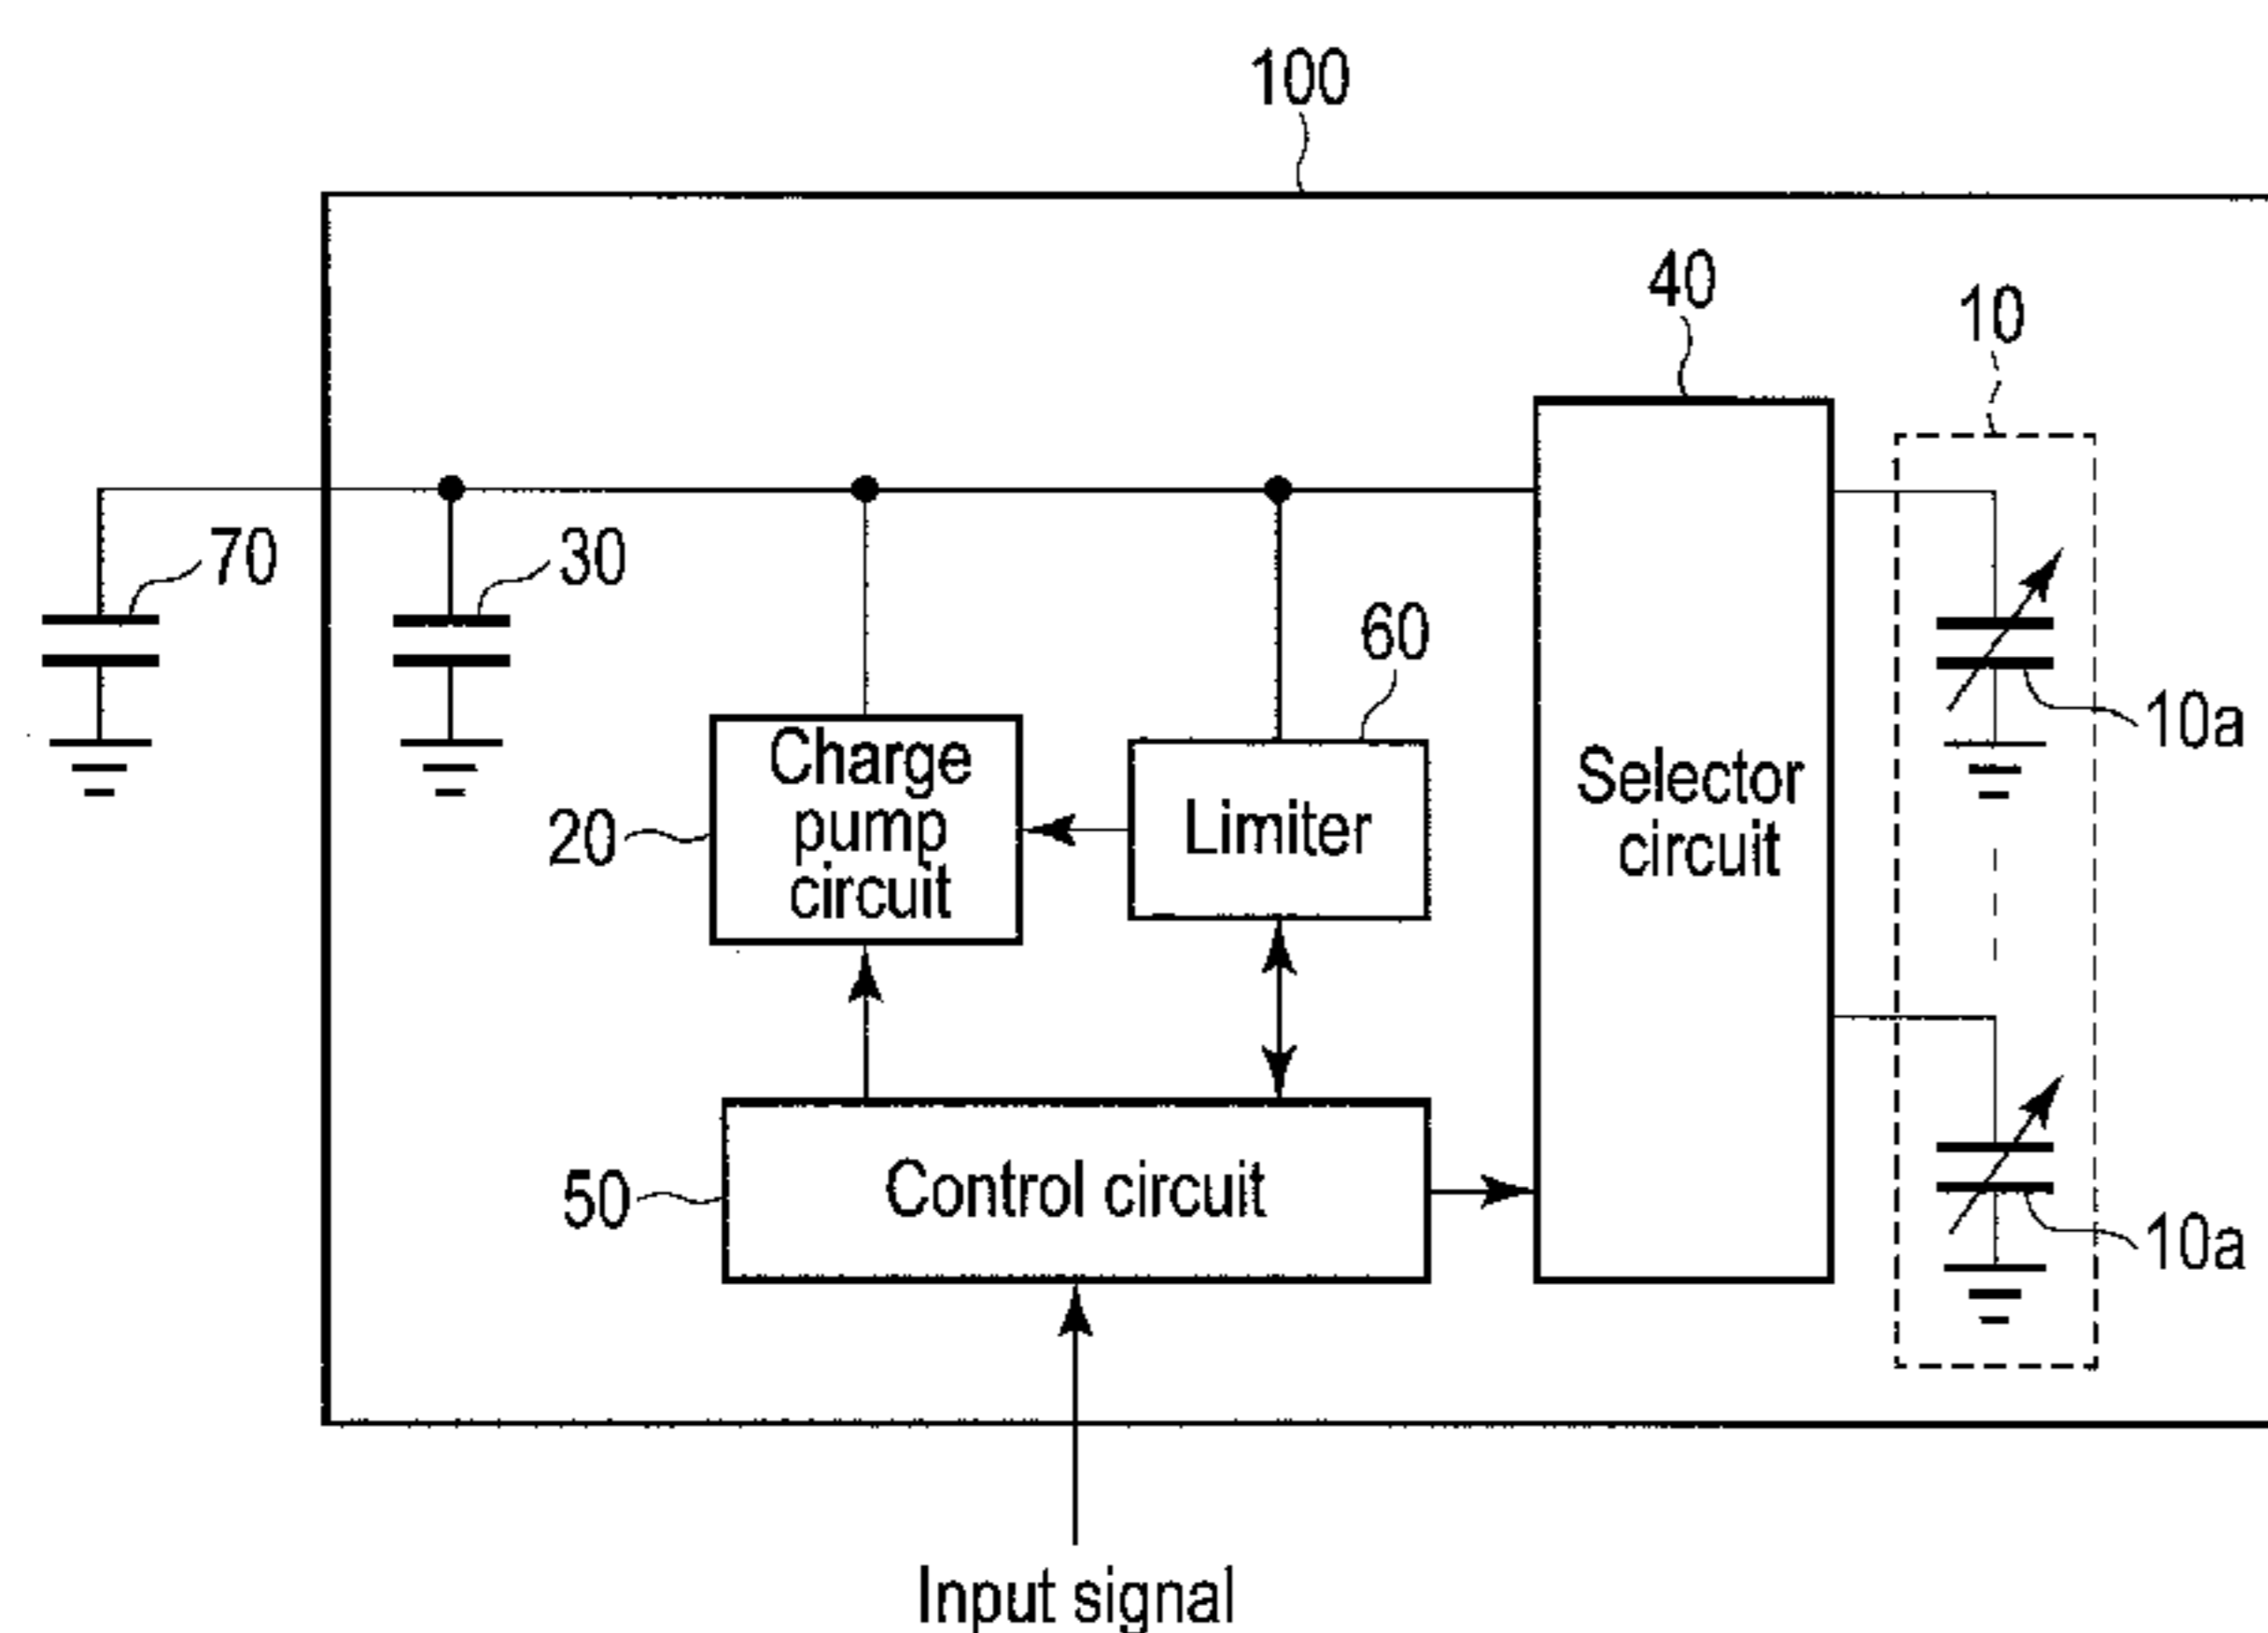 100
40
10
70
30
60
10a
Charge
pump
circuit
20
Limiter
Selector
circuit
50
Control circuit
10a
Input signal